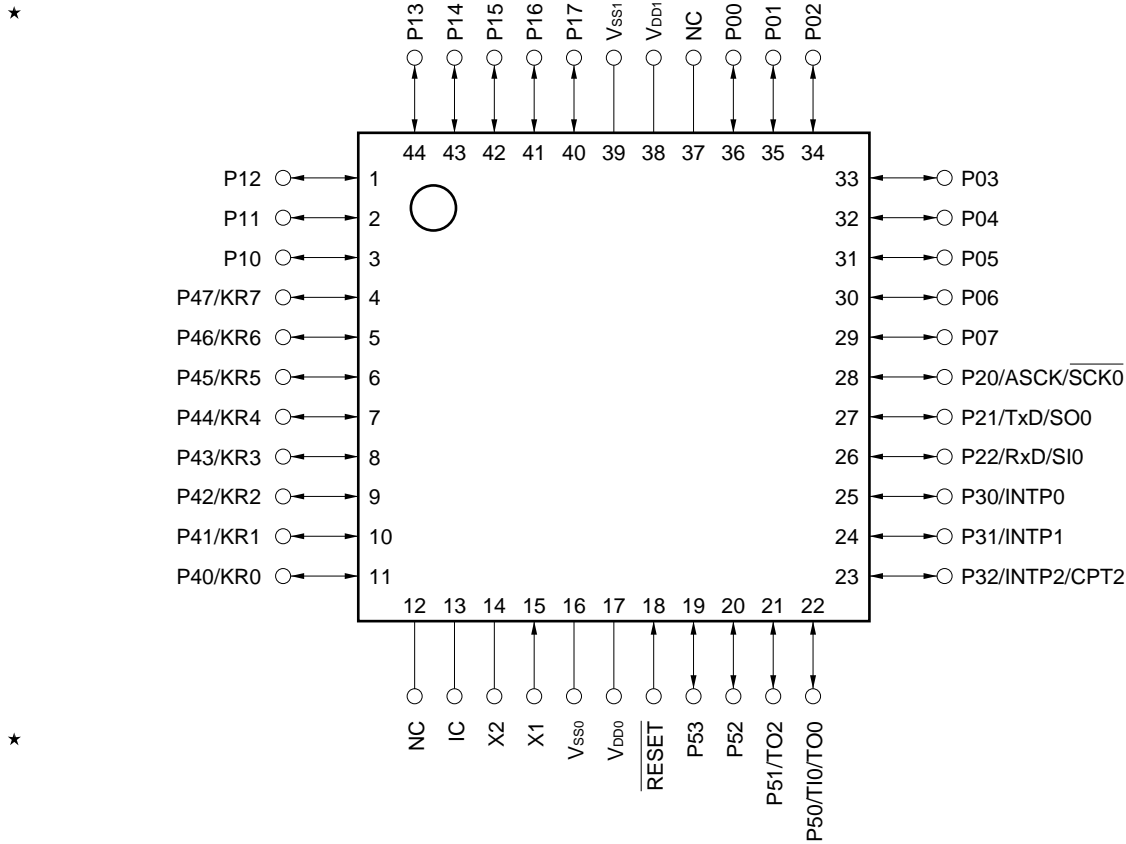 ★
P13 P14 P15 P16 P17 VSS1 VDD1 NC P00 P01 P02
44 43 42 41 40 39 38 37 36 35 34
P12 1 33 P03
P11 2 32 P04
P10 3 31 P05
P47/KR7 4 30 P06
P46/KR6 5 29 P07
P45/KR5 6 28 P20/ASCK/S̅C̅K̅0̅
P44/KR4 7 27 P21/TxD/SO0
P43/KR3 8 26 P22/RxD/SI0
P42/KR2 9 25 P30/INTP0
P41/KR1 10 24 P31/INTP1
P40/KR0 11 23 P32/INTP2/CPT2
12 13 14 15 16 17 18 19 20 21 22
NC IC X2 X1 VSS0 VDD0 R̅E̅S̅E̅T̅ P53 P52 P51/TO2 P50/TI0/TO0
★